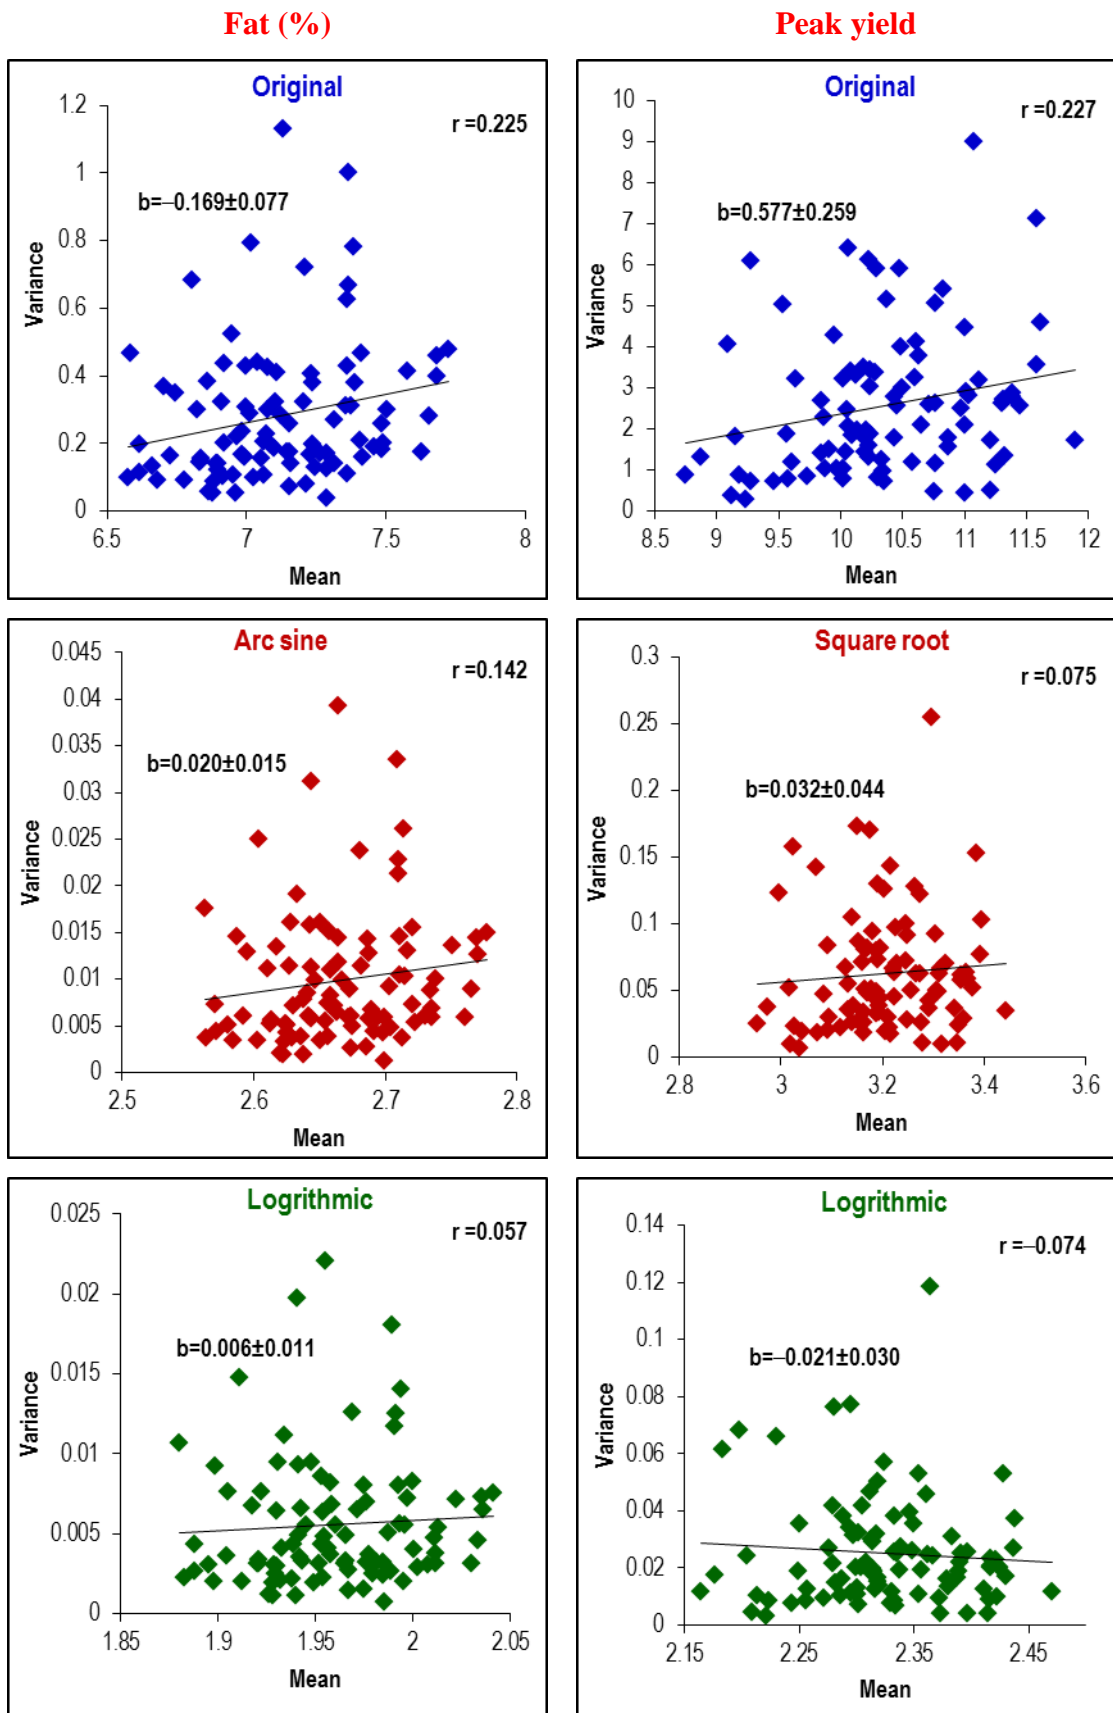 Fat (%)
Peak yield
Original
r =0.225
b=–0.169±0.077
Variance
1.2
1
0.8
0.6
0.4
0.2
0
6.5
7
7.5
8
Mean
Original
r =0.227
b=0.577±0.259
Variance
10
9
8
7
6
5
4
3
2
1
0
8.5
9
9.5
10
10.5
11
11.5
12
Mean
Arc sine
r =0.142
b=0.020±0.015
Variance
0.045
0.04
0.035
0.03
0.025
0.02
0.015
0.01
0.005
0
2.5
2.6
2.7
2.8
Mean
Square root
r =0.075
b=0.032±0.044
Variance
0.3
0.25
0.2
0.15
0.1
0.05
0
2.8
3
3.2
3.4
3.6
Mean
Logrithmic
r =0.057
b=0.006±0.011
Variance
0.025
0.02
0.015
0.01
0.005
0
1.85
1.9
1.95
2
2.05
Mean
Logrithmic
r =–0.074
b=–0.021±0.030
Variance
0.14
0.12
0.1
0.08
0.06
0.04
0.02
0
2.15
2.25
2.35
2.45
Mean